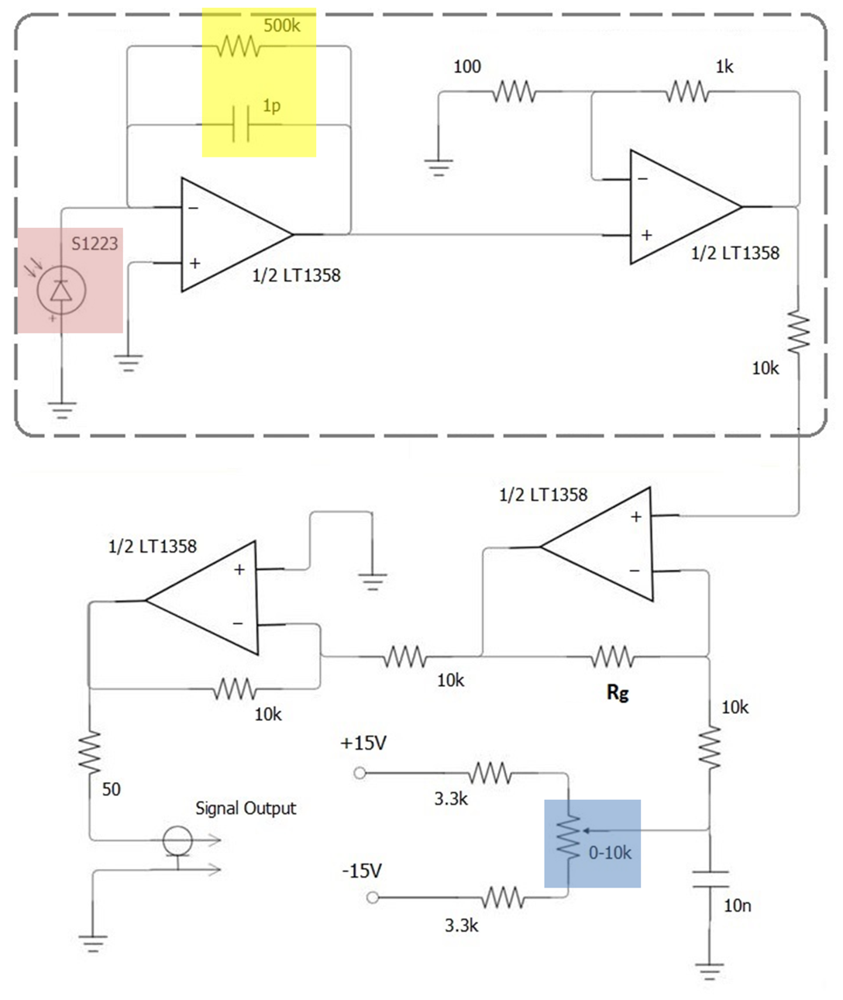 500k
1p
100
1k
S1223
−
+
1/2 LT1358
+
−
+
1/2 LT1358
10k
1/2 LT1358
+
−
1/2 LT1358
+
−
10k
Rg
10k
10k
+15V
3.3k
50
Signal Output
0-10k
-15V
3.3k
10n